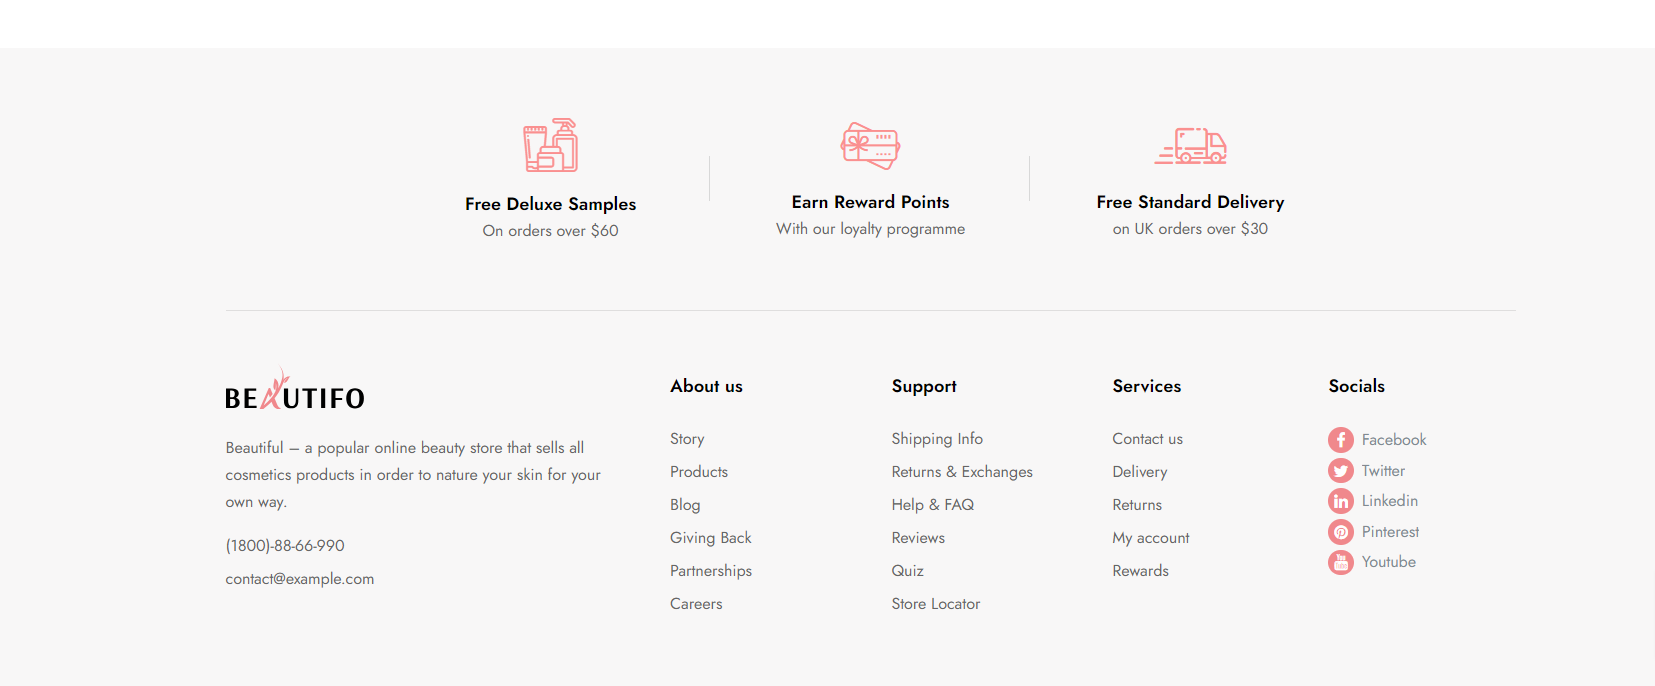 Free Deluxe Samples
On orders over $60
Earn Reward Points
With our loyalty programme
Free Standard Delivery
on UK orders over $30
BEAUTIFO
Beautiful – a popular online beauty store that sells all
cosmetics products in order to nature your skin for your
own way.
(1800)-88-66-990
contact@example.com
About us
Story
Products
Blog
Giving Back
Partnerships
Careers
Support
Shipping Info
Returns & Exchanges
Help & FAQ
Reviews
Quiz
Store Locator
Services
Contact us
Delivery
Returns
My account
Rewards
Socials
Facebook
Twitter
Linkedin
Pinterest
Youtube